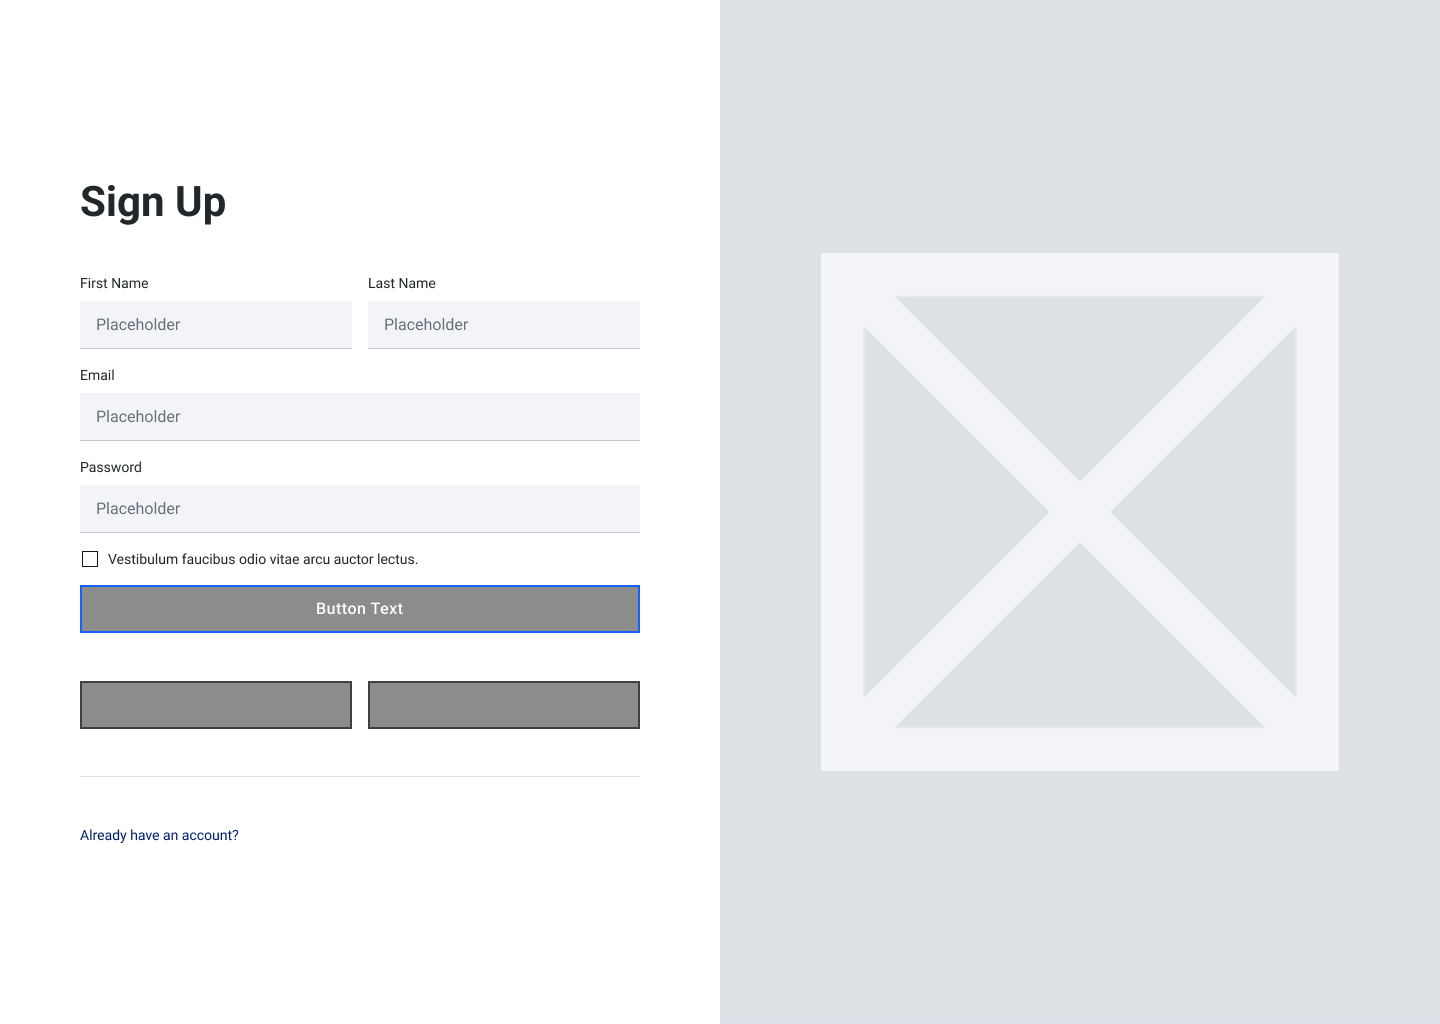 Sign Up
First Name
Last Name
Placeholder
Placeholder
Email
Placeholder
Password
Placeholder
Vestibulum faucibus odio vitae arcu auctor lectus.
Button Text
Already have an account?